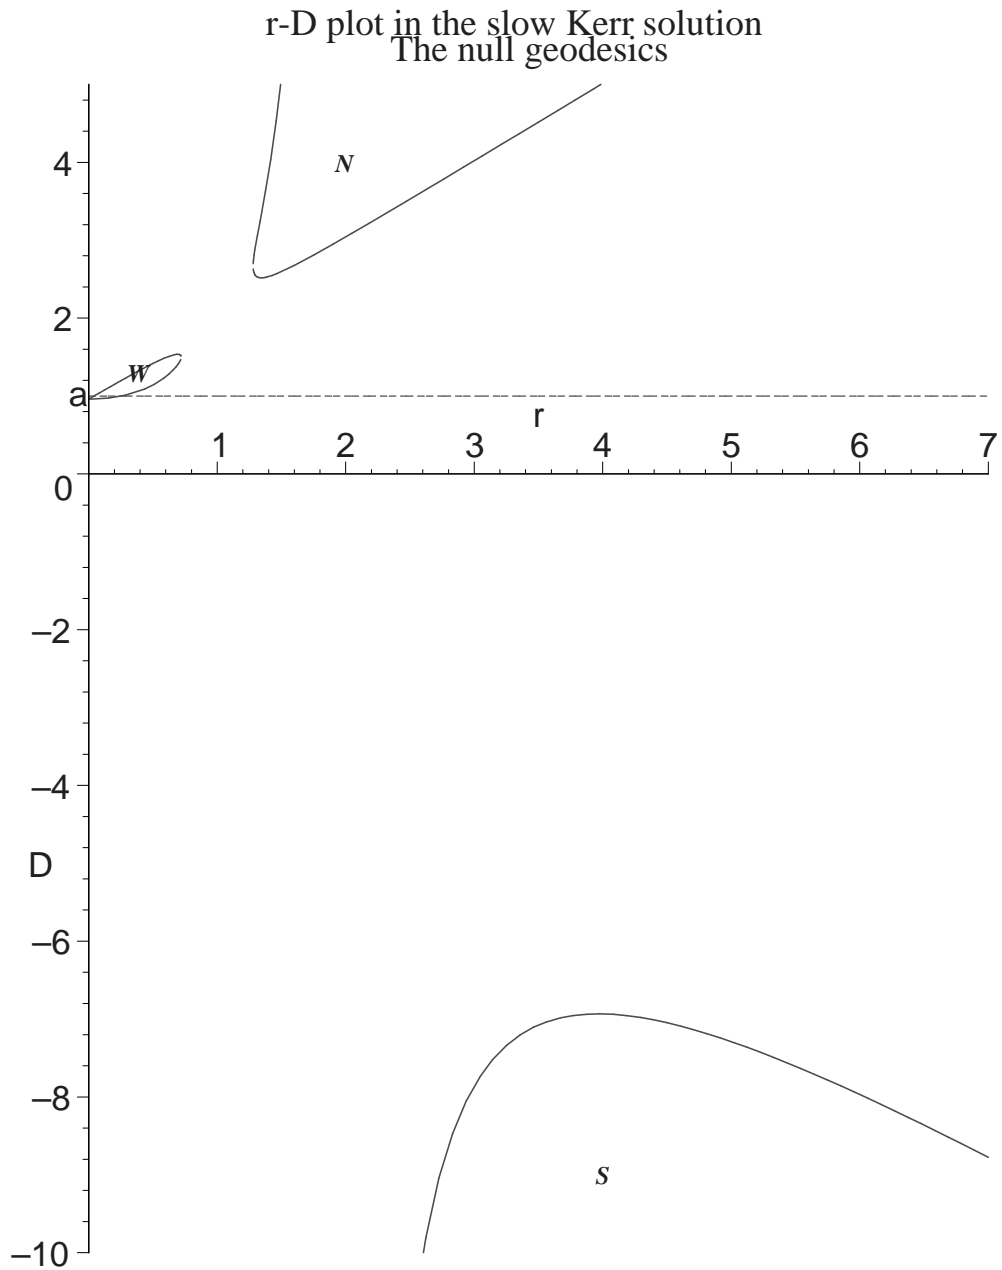 r-D plot in the slow Kerr solution
The null geodesics
4
N
2
W
a
r
1 2 3 4 5 6 7
0
–2
–4
D
–6
–8
S
–10